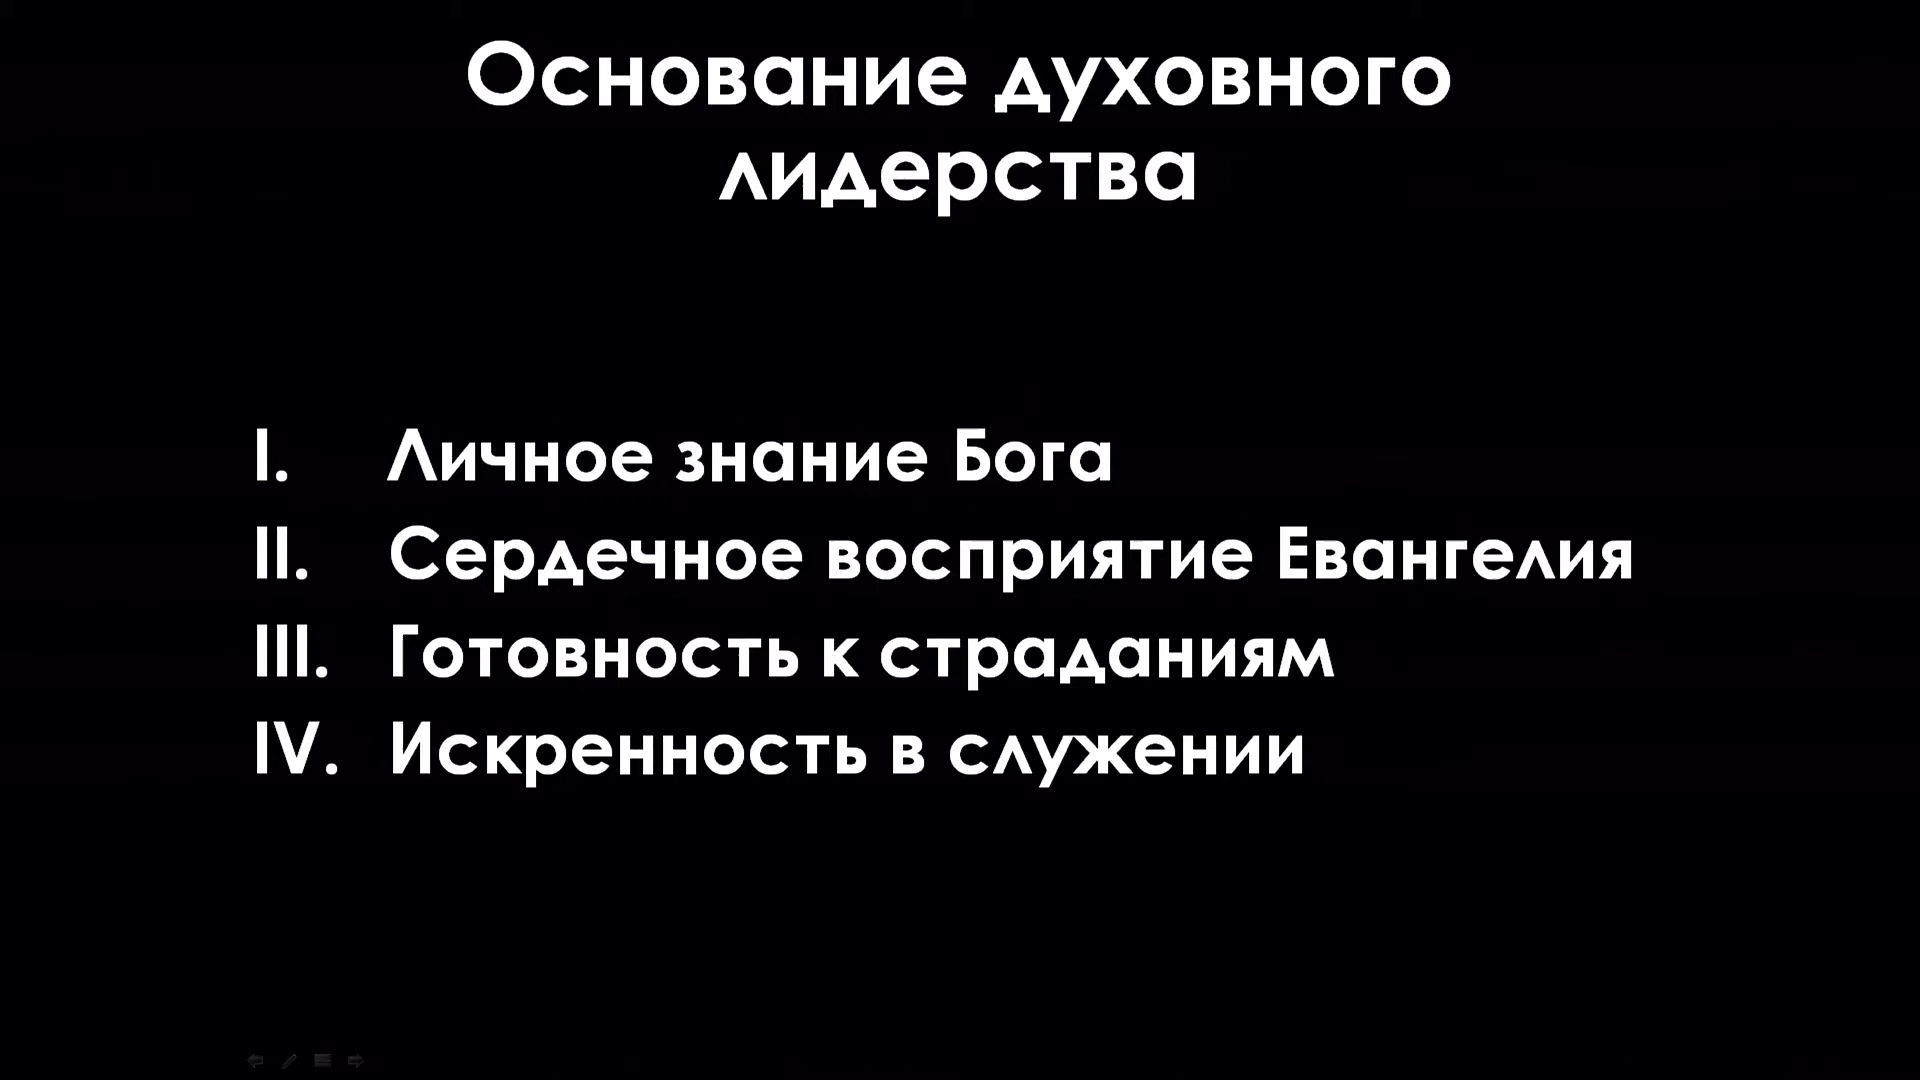 Основание духовного
лидерства
I. Личное знание Бога
II. Сердечное восприятие Евангелия
III. Готовность к страданиям
IV. Искренность в служении